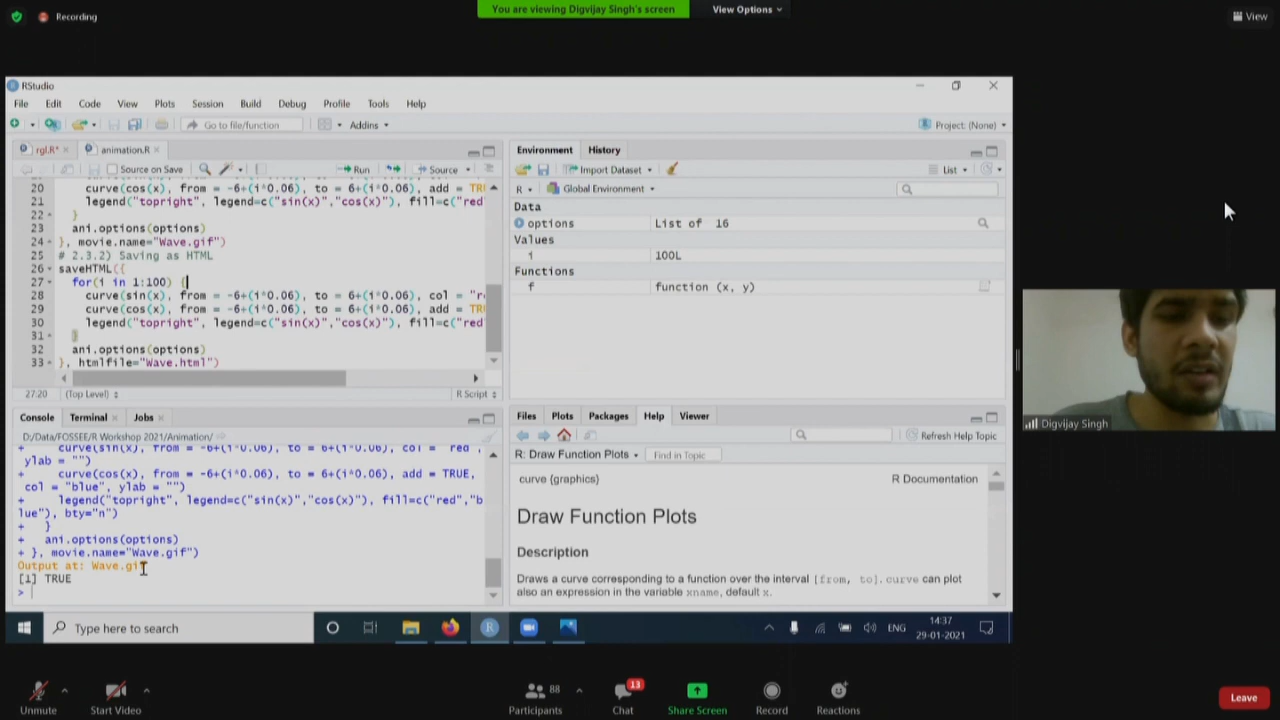 Recording
You are viewing Digvijay Singh's screen
View Options
View
RStudio
File Edit Code View Plots Session Build Debug Profile Tools Help
Go to file/function
Addins
Project: (None)
rgl.R*
animation.R
Source on Save
Run
Source
20 curve(cos(x), from = -6+(i*0.06), to = 6+(i*0.06), add = TR
21 legend("topright", legend=c("sin(x)","cos(x)"), fill=c("red"
22 }
23 ani.options(options)
24 }, movie.name="Wave.gif")
25 # 2.3.2) Saving as HTML
26 saveHTML({
27 for(i in 1:100) {
28 curve(sin(x), from = -6+(i*0.06), to = 6+(i*0.06), col = "r
29 curve(cos(x), from = -6+(i*0.06), to = 6+(i*0.06), add = TR
30 legend("topright", legend=c("sin(x)","cos(x)"), fill=c("red"
31 }
32 ani.options(options)
33 }, htmlfile="Wave.html")
27:20 (Top Level) R Script
Environment History
Import Dataset
List
R Global Environment
Data
options List of 16
Values
i 100L
Functions
f function (x, y)
Console Terminal Jobs
D:/Data/FOSSEE/R Workshop 2021/Animation/
+ curve(sin(x), from = -6+(i*0.06), to = 6+(i*0.06), col = "red",
ylab = "")
+ curve(cos(x), from = -6+(i*0.06), to = 6+(i*0.06), add = TRUE,
col = "blue", ylab = "")
+ legend("topright", legend=c("sin(x)","cos(x)"), fill=c("red","b
lue"), bty="n")
+ }
+ ani.options(options)
+ }, movie.name="Wave.gif")
Output at: Wave.gif
[1] TRUE
>
Files Plots Packages Help Viewer
Refresh Help Topic
R: Draw Function Plots
Find in Topic
curve {graphics}
R Documentation
Draw Function Plots
Description
Draws a curve corresponding to a function over the interval [from, to]. curve can plot
also an expression in the variable xname, default x.
Digvijay Singh
Type here to search
ENG
14:37
29-01-2021
Unmute
Start Video
88
Participants
13
Chat
Share Screen
Record
Reactions
Leave